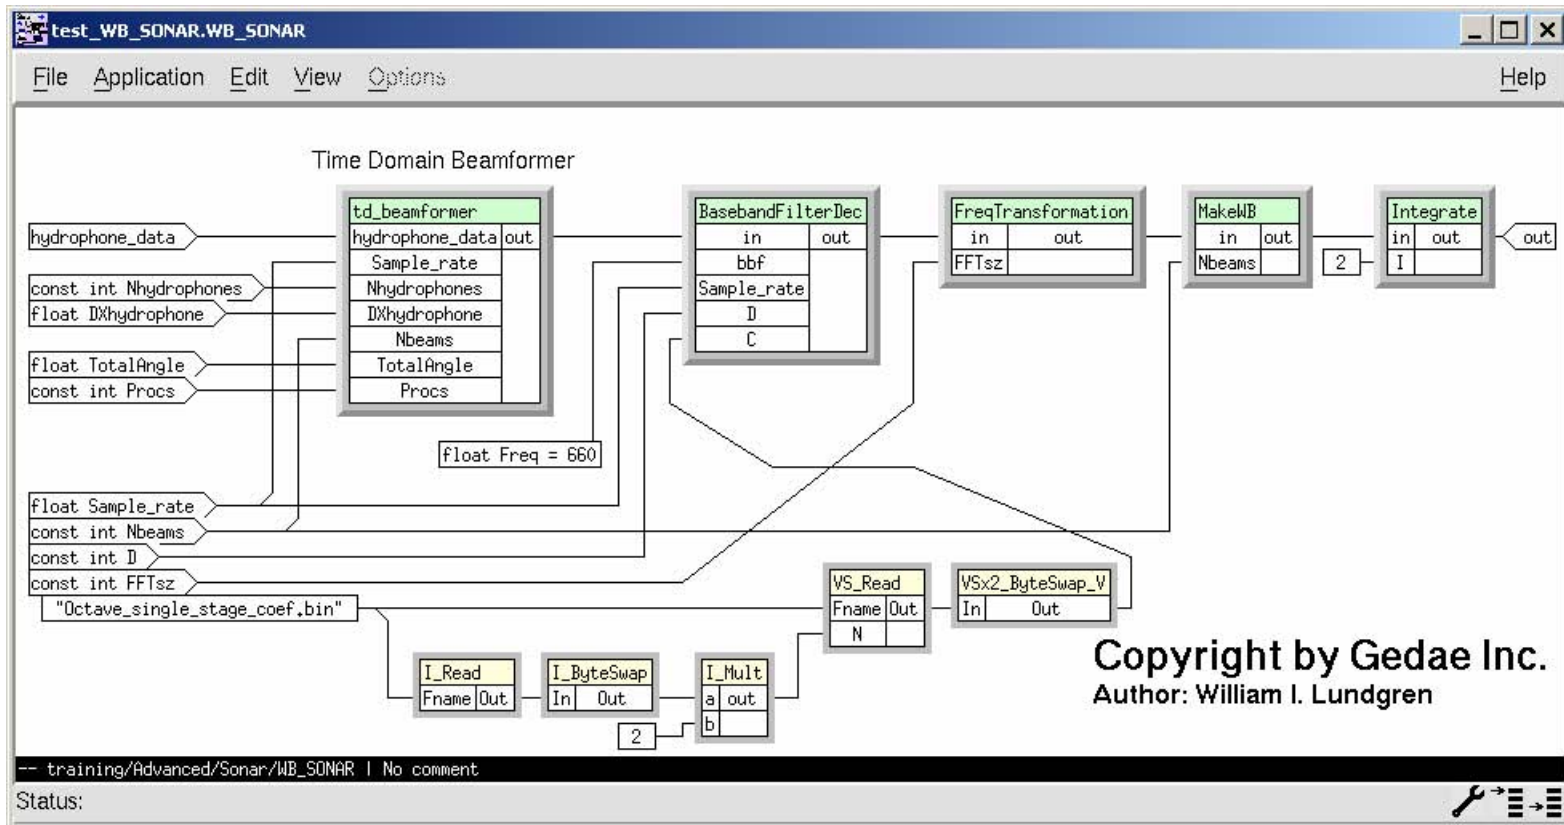 test_WB_SONAR.WB_SONAR
File Application Edit View Options Help
Time Domain Beamformer
td_beamformer
hydrophone_data out
Sample_rate
Nhydrophones
DXhydrophone
Nbeams
TotalAngle
Procs
BasebandFilterDec
in out
bbf
Sample_rate
D
C
FreqTransformation
in out
FFTsz
MakeWB
in out
Nbeams
2
Integrate
in out
I
out
hydrophone_data
const int Nhydrophones
float DXhydrophone
float TotalAngle
const int Procs
float Freq = 660
float Sample_rate
const int Nbeams
const int D
const int FFTsz
"Octave_single_stage_coef.bin"
VS_Read
Fname Out
N
VSx2_ByteSwap_V
In Out
I_Read
Fname Out
I_ByteSwap
In Out
I_Mult
a out
b
2
Copyright by Gedae Inc.
Author: William I. Lundgren
-- training/Advanced/Sonar/WB_SONAR | No comment
Status: